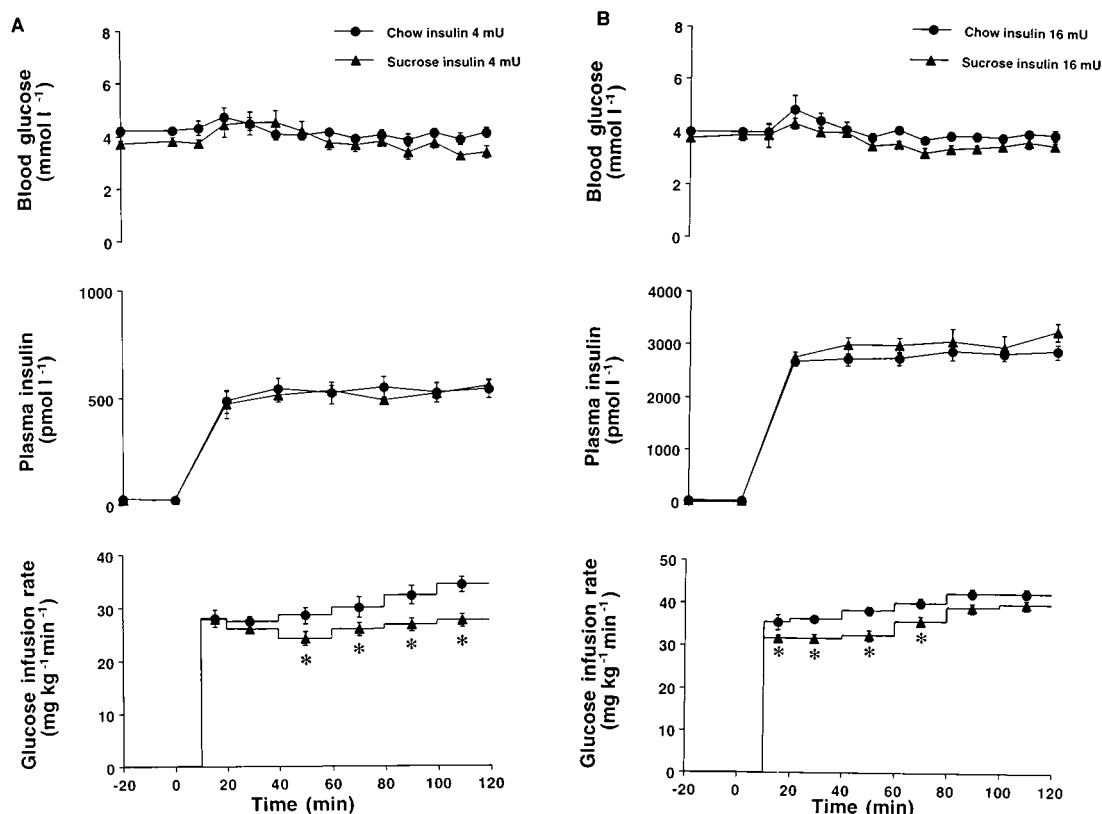 A
Chow insulin 4 mU
Sucrose insulin 4 mU
8
6
4
2
0
Blood glucose
(mmol l⁻¹)
1000
500
0
Plasma insulin
(pmol l⁻¹)
40
30
20
10
0
Glucose infusion rate
(mg kg⁻¹min⁻¹)
* * * *
-20 0 20 40 60 80 100 120
Time (min)
B
Chow insulin 16 mU
Sucrose insulin 16 mU
8
6
4
2
0
Blood glucose
(mmol l⁻¹)
4000
3000
2000
1000
0
Plasma insulin
(pmol l⁻¹)
50
40
30
20
10
0
Glucose infusion rate
(mg kg⁻¹min⁻¹)
* * * *
-20 0 20 40 60 80 100 120
Time (min)